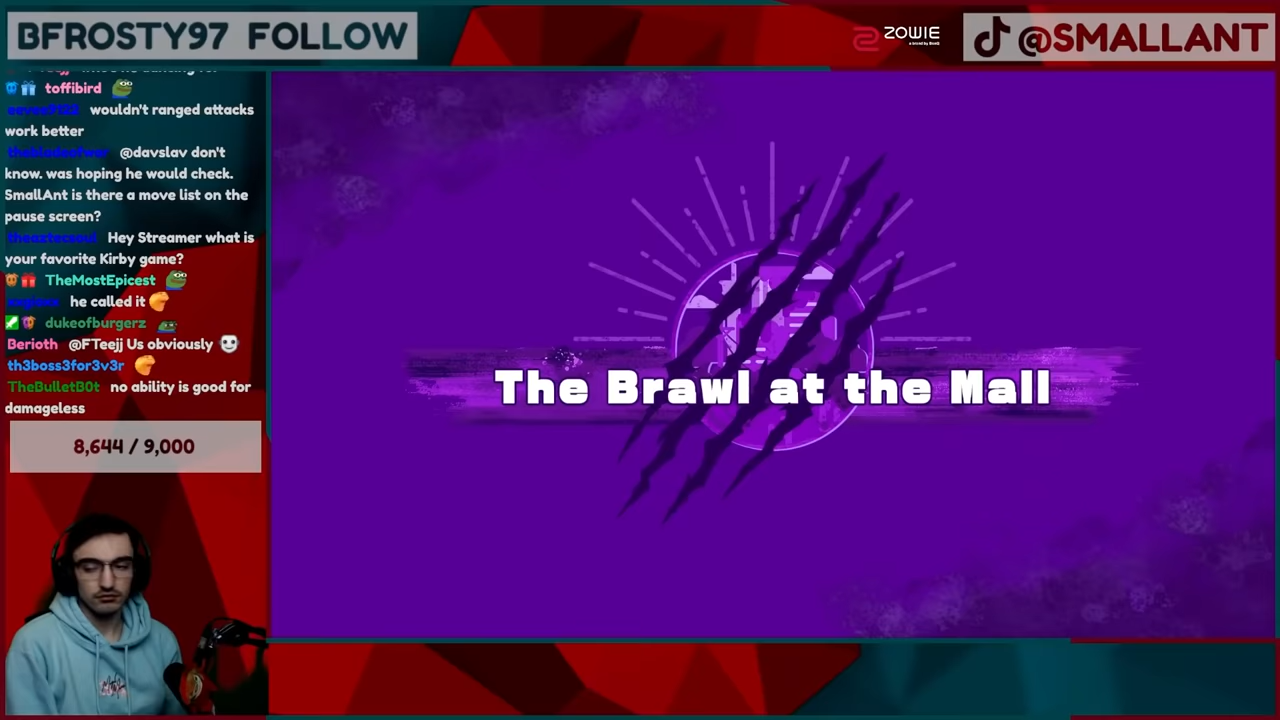 BFROSTY97 FOLLOW
ZOWIE
@SMALLANT
toffibird
wouldn't ranged attacks
work better
@davslav don't
know. was hoping he would check.
SmallAnt is there a move list on the
pause screen?
Hey Streamer what is
your favorite Kirby game?
TheMostEpicest
he called it
dukeofburgerz
Berioth @FTeejj Us obviously
th3boss3for3v3r
TheBulletB0t no ability is good for
damageless
8,644 / 9,000
The Brawl at the Mall